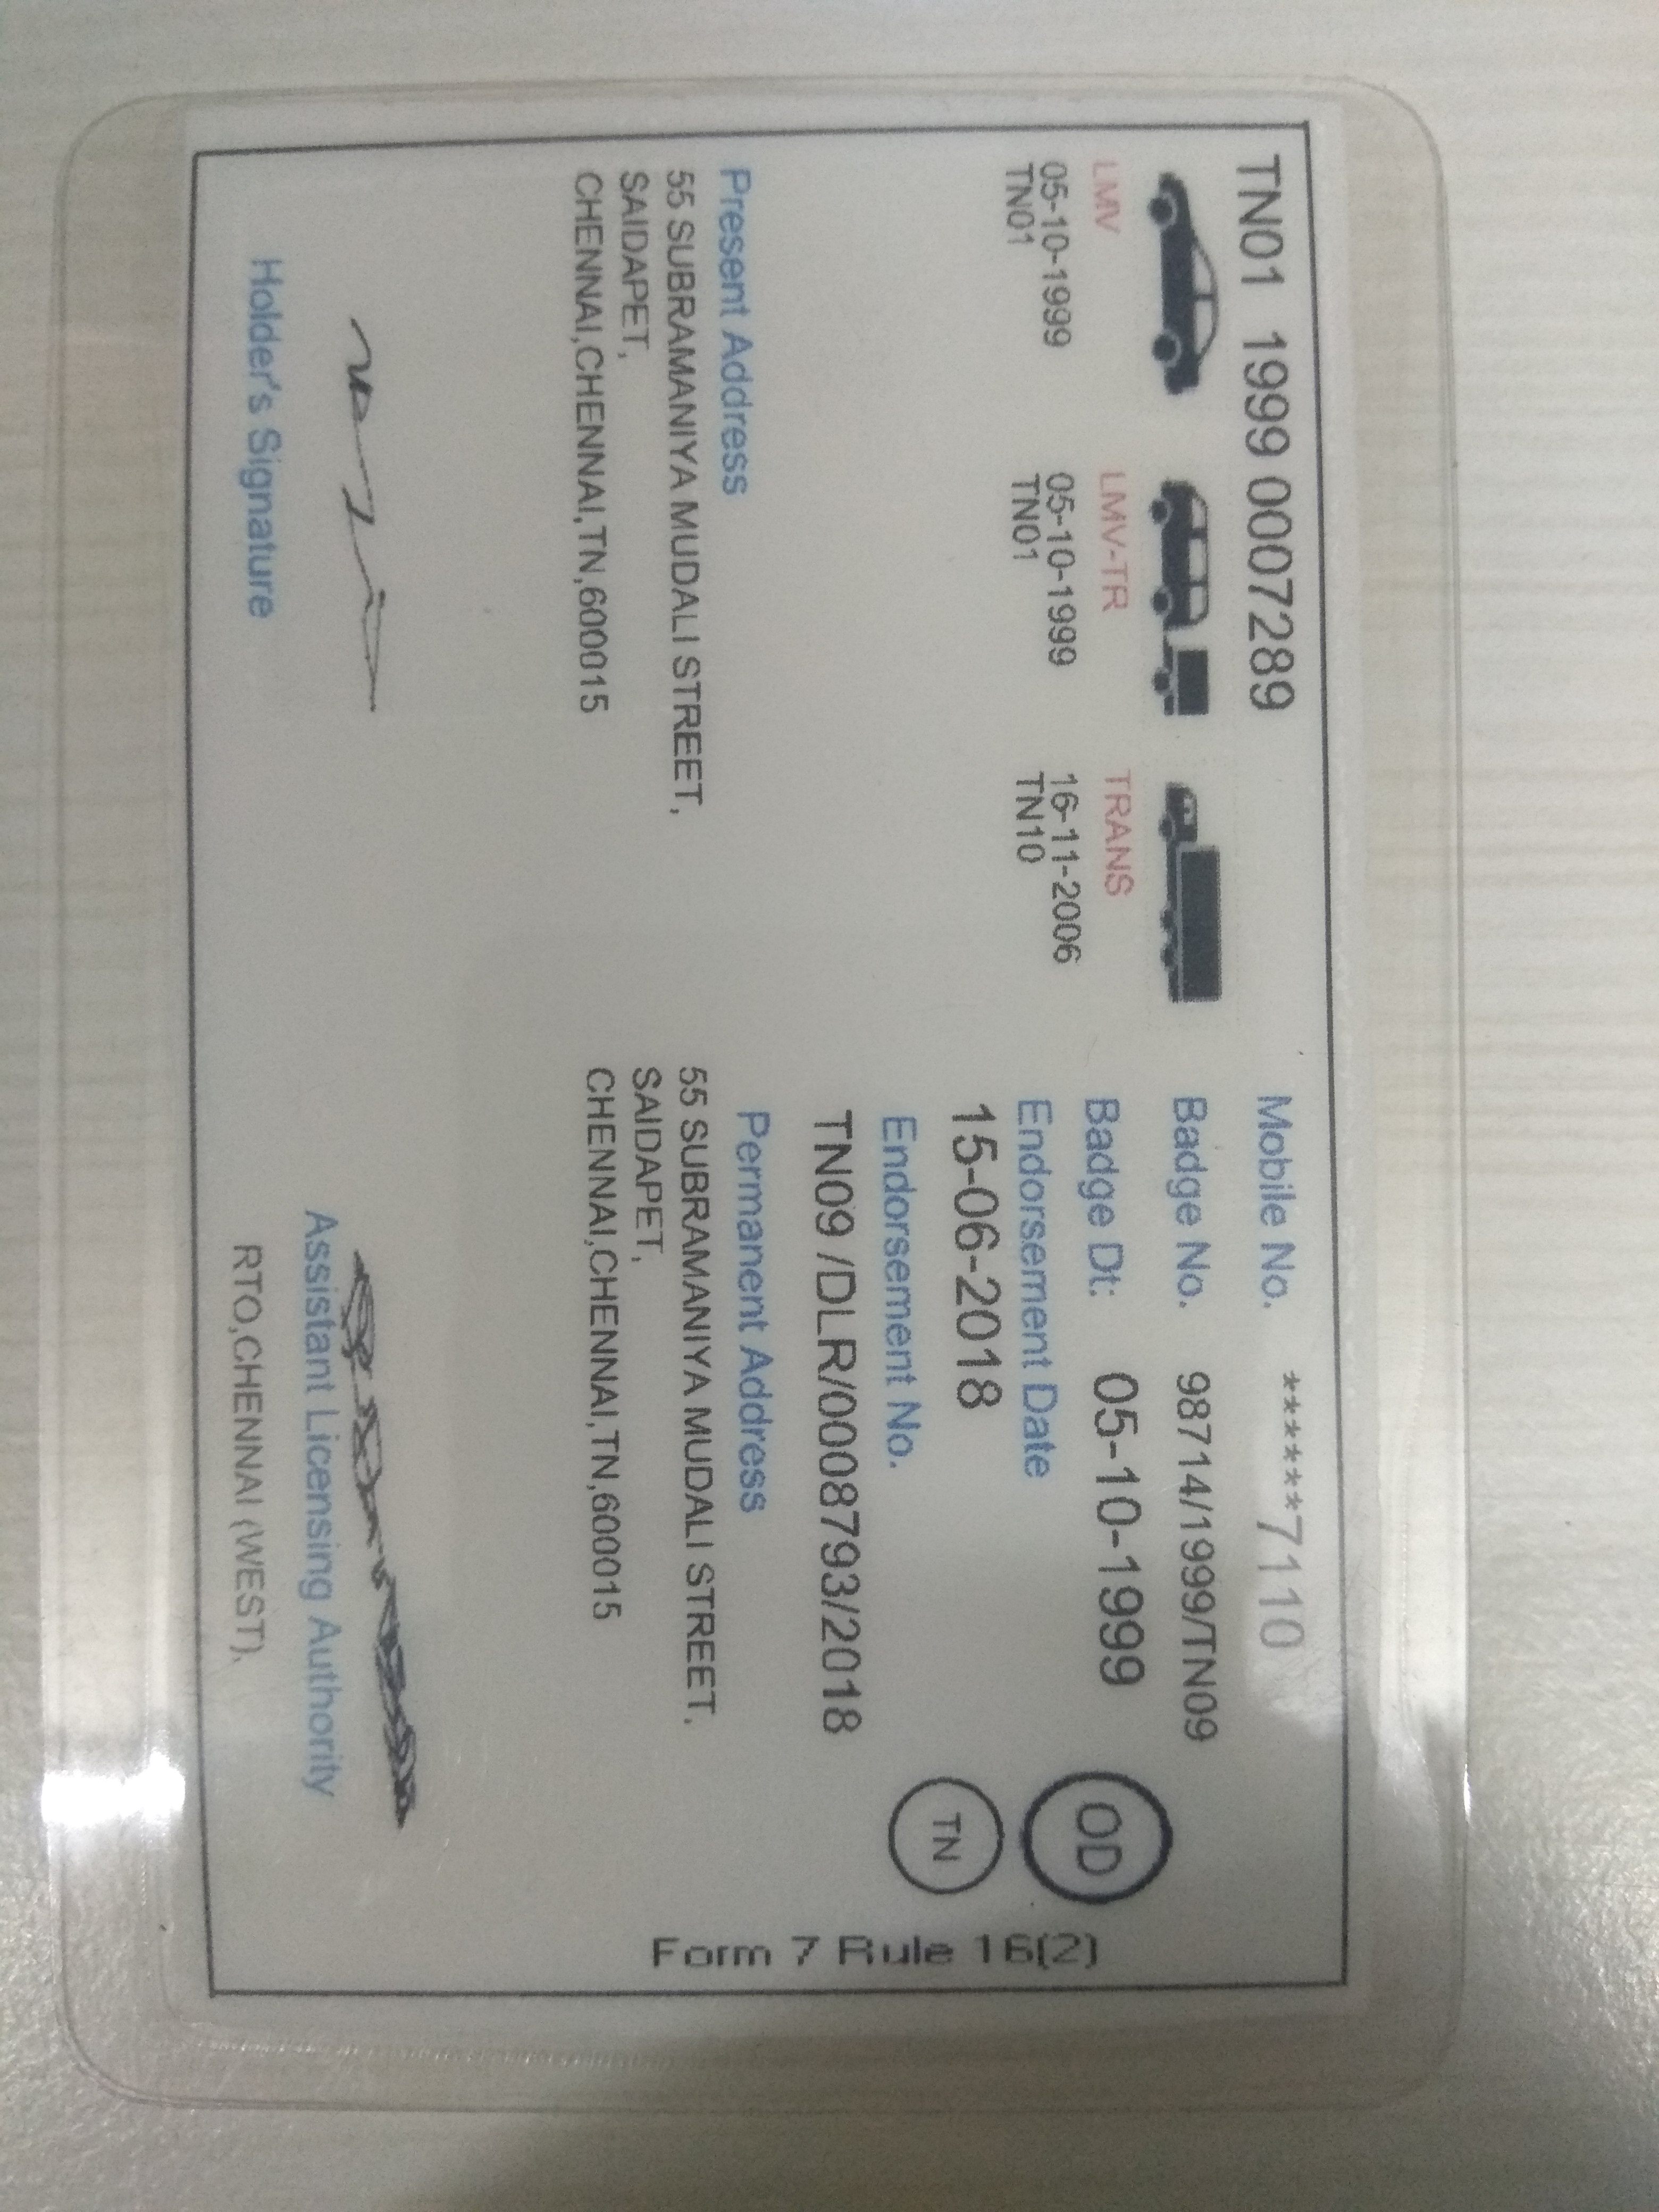 TN01 1999 0007289
Mobile No. ******7110
LMV
05-10-1999
TN01
LMV-TR
05-10-1999
TN01
TRANS
16-11-2006
TN10
Badge No. 98714/1999/TN09
Badge Dt: 05-10-1999
Endorsement Date
15-06-2018
Endorsement No.
TN09 /DLR/0008793/2018
OD
TN
Form 7 Rule 16(2)
Present Address
55 SUBRAMANIYA MUDALI STREET,
SAIDAPET,
CHENNAI,CHENNAI,TN,600015
Permanent Address
55 SUBRAMANIYA MUDALI STREET,
SAIDAPET,
CHENNAI,CHENNAI,TN,600015
Holder's Signature
Assistant Licensing Authority
RTO,CHENNAI (WEST).